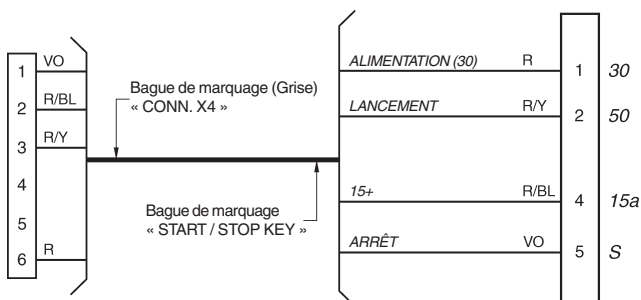 1 VO
2 R/BL
3 R/Y
4
5
6 R
Bague de marquage (Grise)
« CONN. X4 »
Bague de marquage
« START / STOP KEY »
ALIMENTATION (30) R 1 30
LANCEMENT R/Y 2 50
15+ R/BL 4 15a
ARRÊT VO 5 S